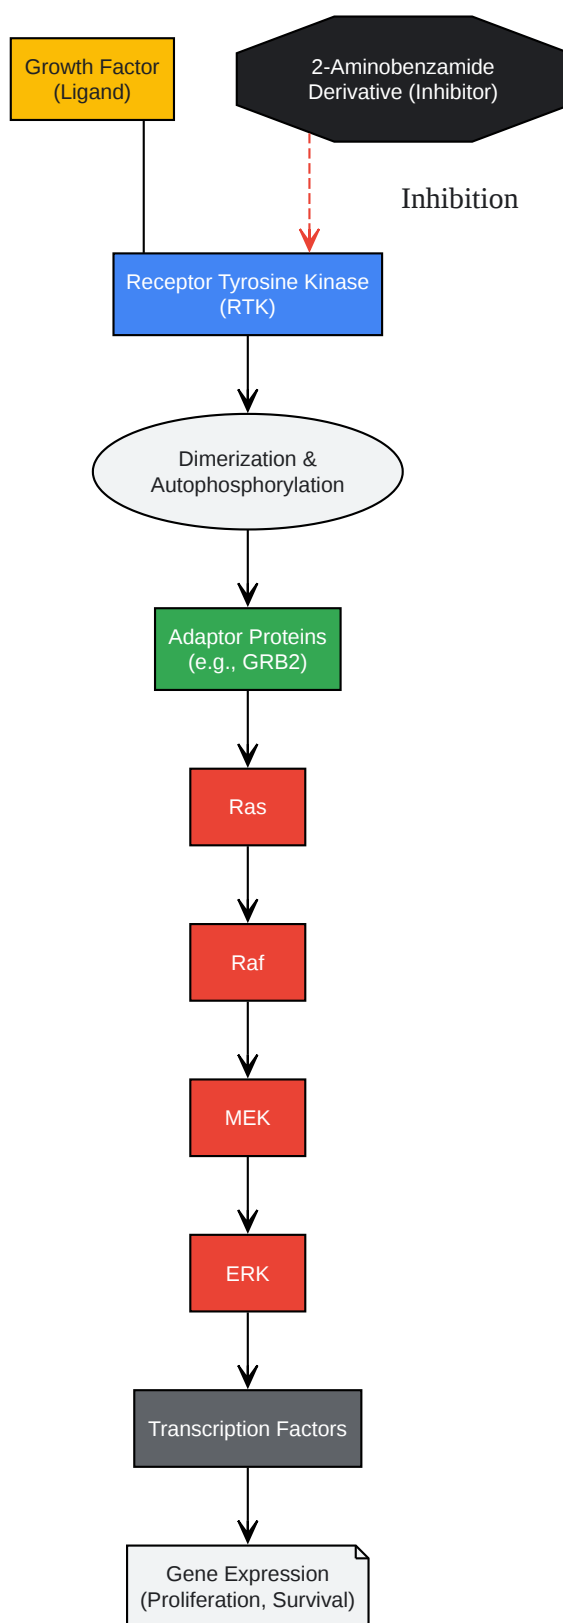 Growth Factor
(Ligand)
2-Aminobenzamide
Derivative (Inhibitor)
Inhibition
Receptor Tyrosine Kinase
(RTK)
Dimerization &
Autophosphorylation
Adaptor Proteins
(e.g., GRB2)
Ras
Raf
MEK
ERK
Transcription Factors
Gene Expression
(Proliferation, Survival)